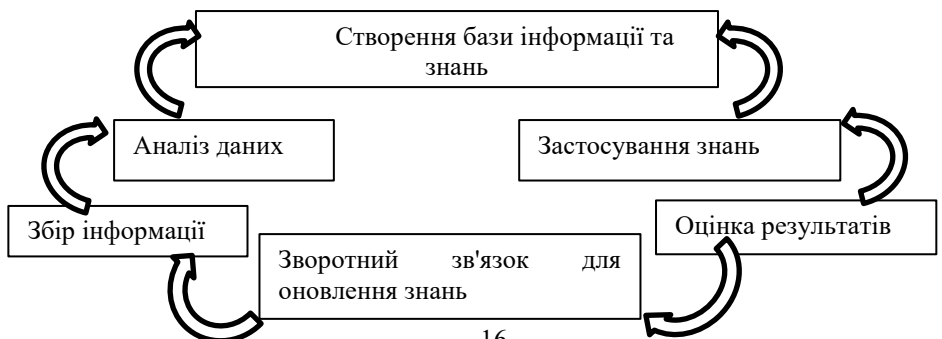 Створення бази інформації та
знань
Аналіз даних
Застосування знань
Збір інформації
Оцінка результатів
Зворотний зв'язок для
оновлення знань
16